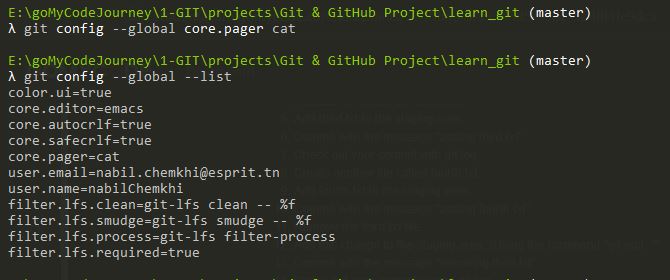 E:\goMyCodeJourney\1-GIT\projects\Git & GitHub Project\learn_git (master)
λ git config --global core.pager cat
E:\goMyCodeJourney\1-GIT\projects\Git & GitHub Project\learn_git (master)
λ git config --global --list
color.ui=true
core.editor=emacs
core.autocrlf=true
core.safecrlf=true
core.pager=cat
user.email=nabil.chemkhi@esprit.tn
user.name=nabilChemkhi
filter.lfs.clean=git-lfs clean -- %f
filter.lfs.smudge=git-lfs smudge -- %f
filter.lfs.process=git-lfs filter-process
filter.lfs.required=true